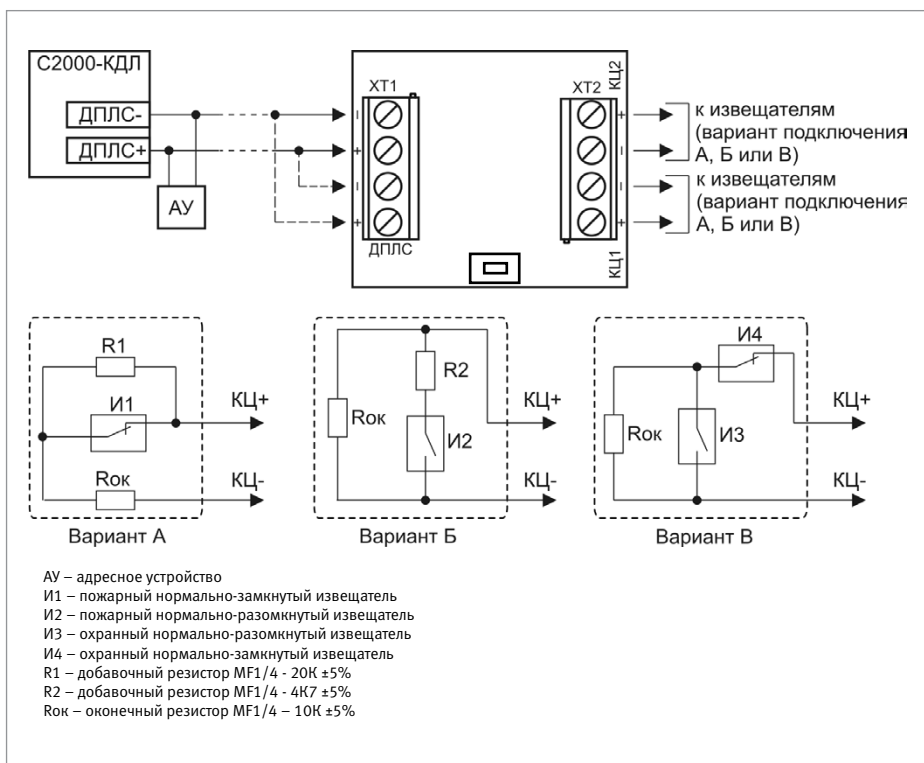 С2000-КДЛ
ДПЛС-
ДПЛС+
АУ
ХТ1
ДПЛС
ХТ2
КЦ2
КЦ1
+
-
-
+
-
+
-
+
к извещателям
(вариант подключения
А, Б или В)
к извещателям
(вариант подключения
А, Б или В)
R1
И1
Rок
КЦ+
КЦ-
Вариант А
R2
Rок
И2
КЦ+
КЦ-
Вариант Б
И4
Rок
И3
КЦ+
КЦ-
Вариант В
АУ – адресное устройство
И1 – пожарный нормально-замкнутый извещатель
И2 – пожарный нормально-разомкнутый извещатель
И3 – охранный нормально-разомкнутый извещатель
И4 – охранный нормально-замкнутый извещатель
R1 – добавочный резистор MF1/4 - 20К ±5%
R2 – добавочный резистор MF1/4 - 4К7 ±5%
Rок – оконечный резистор MF1/4 – 10К ±5%